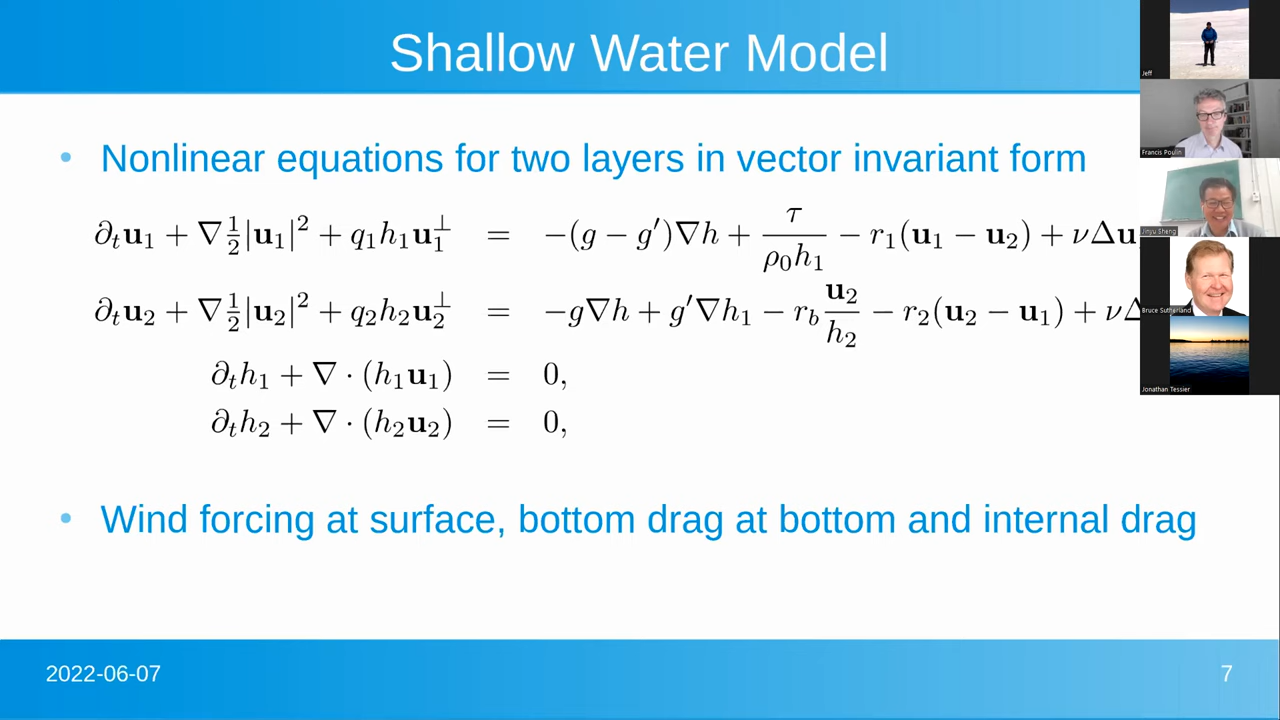 Shallow Water Model
• Nonlinear equations for two layers in vector invariant form
∂ₜu₁ + ∇½|u₁|² + q₁h₁u₁^⊥ = −(g − g′)∇h + τ/(ρ₀h₁) − r₁(u₁ − u₂) + νΔu
∂ₜu₂ + ∇½|u₂|² + q₂h₂u₂^⊥ = −g∇h + g′∇h₁ − r_b u₂/h₂ − r₂(u₂ − u₁) + νΔ
∂ₜh₁ + ∇ · (h₁u₁) = 0,
∂ₜh₂ + ∇ · (h₂u₂) = 0,
• Wind forcing at surface, bottom drag at bottom and internal drag
2022-06-07
7
Jeff
Francis Poulin
Jinyu Sheng
Bruce Sutherland
Jonathan Tessier